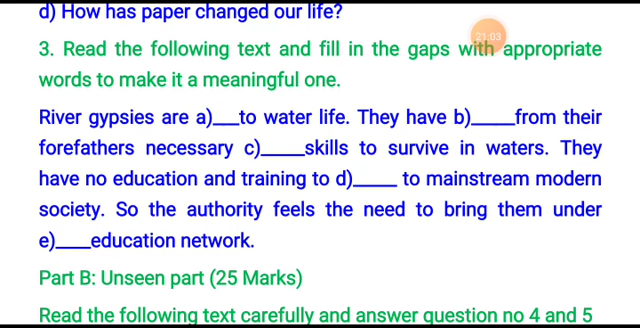 d) How has paper changed our life?
21:03
3. Read the following text and fill in the gaps with appropriate
words to make it a meaningful one.
River gypsies are a)___to water life. They have b)_____from their
forefathers necessary c)_____skills to survive in waters. They
have no education and training to d)_____ to mainstream modern
society. So the authority feels the need to bring them under
e)____education network.
Part B: Unseen part (25 Marks)
Read the following text carefully and answer question no 4 and 5